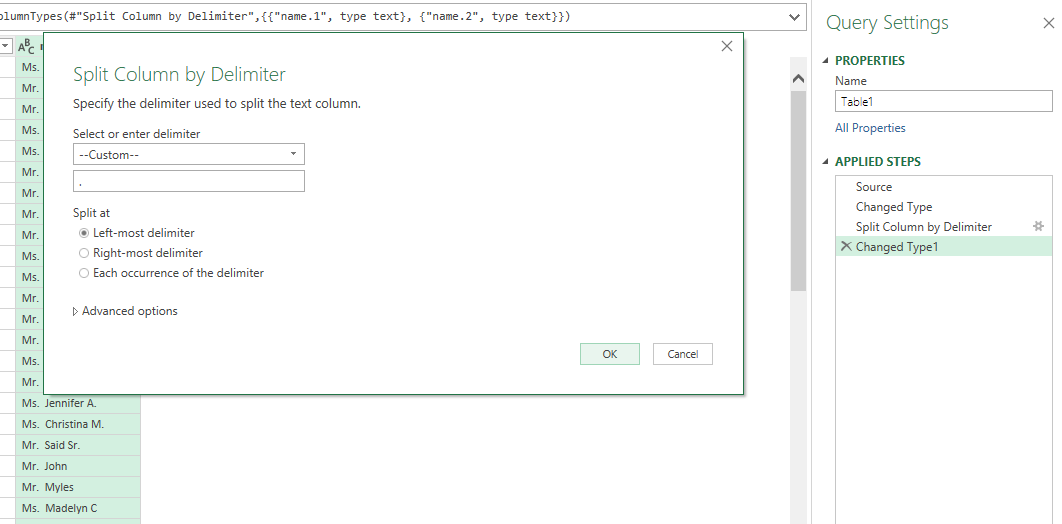 olumnTypes(#"Split Column by Delimiter",{{"name.1", type text}, {"name.2", type text}})
Query Settings
PROPERTIES
Name
Table1
All Properties
APPLIED STEPS
Source
Changed Type
Split Column by Delimiter
Changed Type1
Split Column by Delimiter
Specify the delimiter used to split the text column.
Select or enter delimiter
--Custom--
.
Split at
Left-most delimiter
Right-most delimiter
Each occurrence of the delimiter
Advanced options
OK
Cancel
ABC
Ms.
Mr.
Mr.
Ms.
Ms.
Mr.
Mr.
Mr.
Mr.
Ms.
Ms.
Mr.
Mr.
Mr.
Ms.
Mr.
Ms. Jennifer A.
Ms. Christina M.
Mr. Said Sr.
Mr. John
Mr. Myles
Ms. Madelyn C